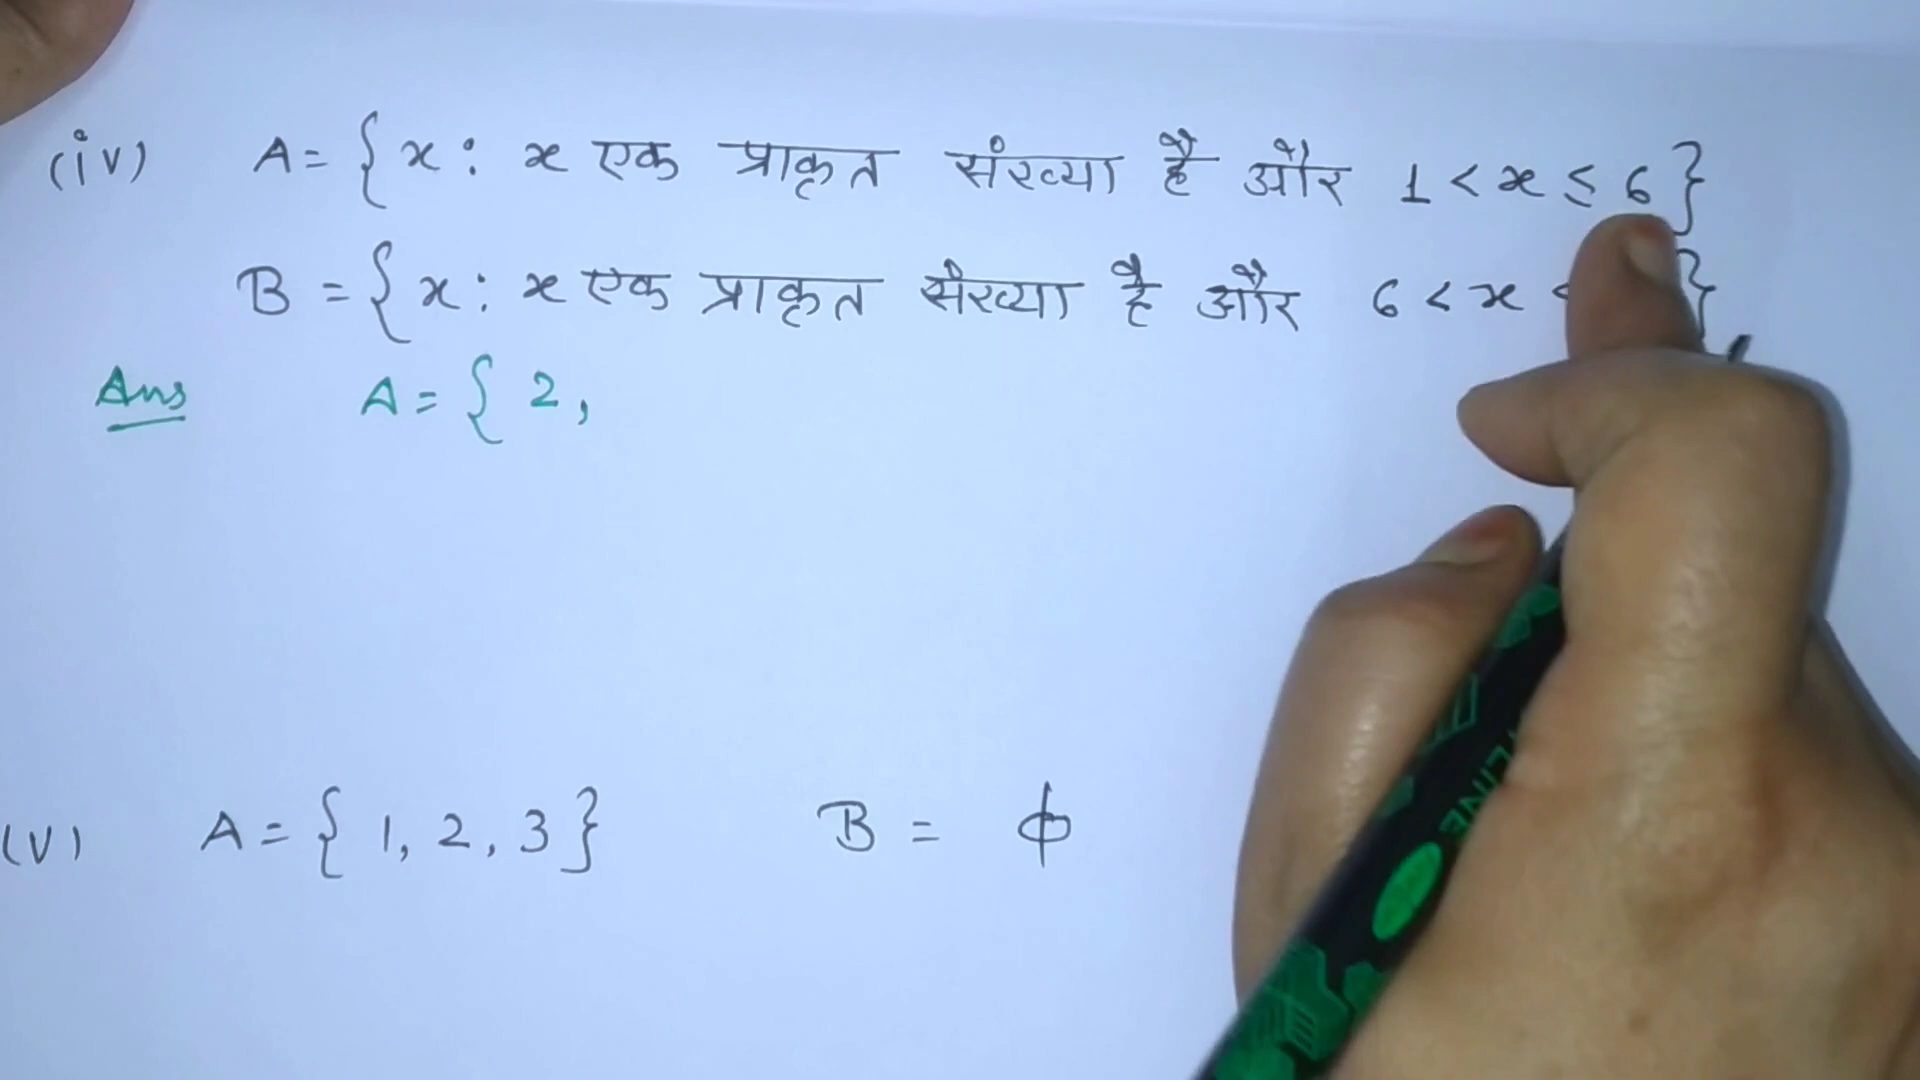 (iv) A = { x : x एक प्राकृत संख्या है और 1 < x ≤ 6 }
B = { x : x एक प्राकृत संख्या है और 6 < x < }
Ans A = { 2,
(v) A = { 1, 2, 3 } B = ϕ